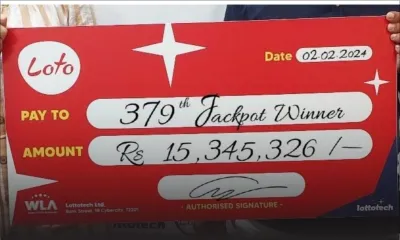 Loto
Date 02.02.2024
PAY TO 379th Jackpot Winner
AMOUNT Rs 15,345,326 /-
- AUTHORISED SIGNATURE -
WLA
Lottotech Ltd.
lottotech